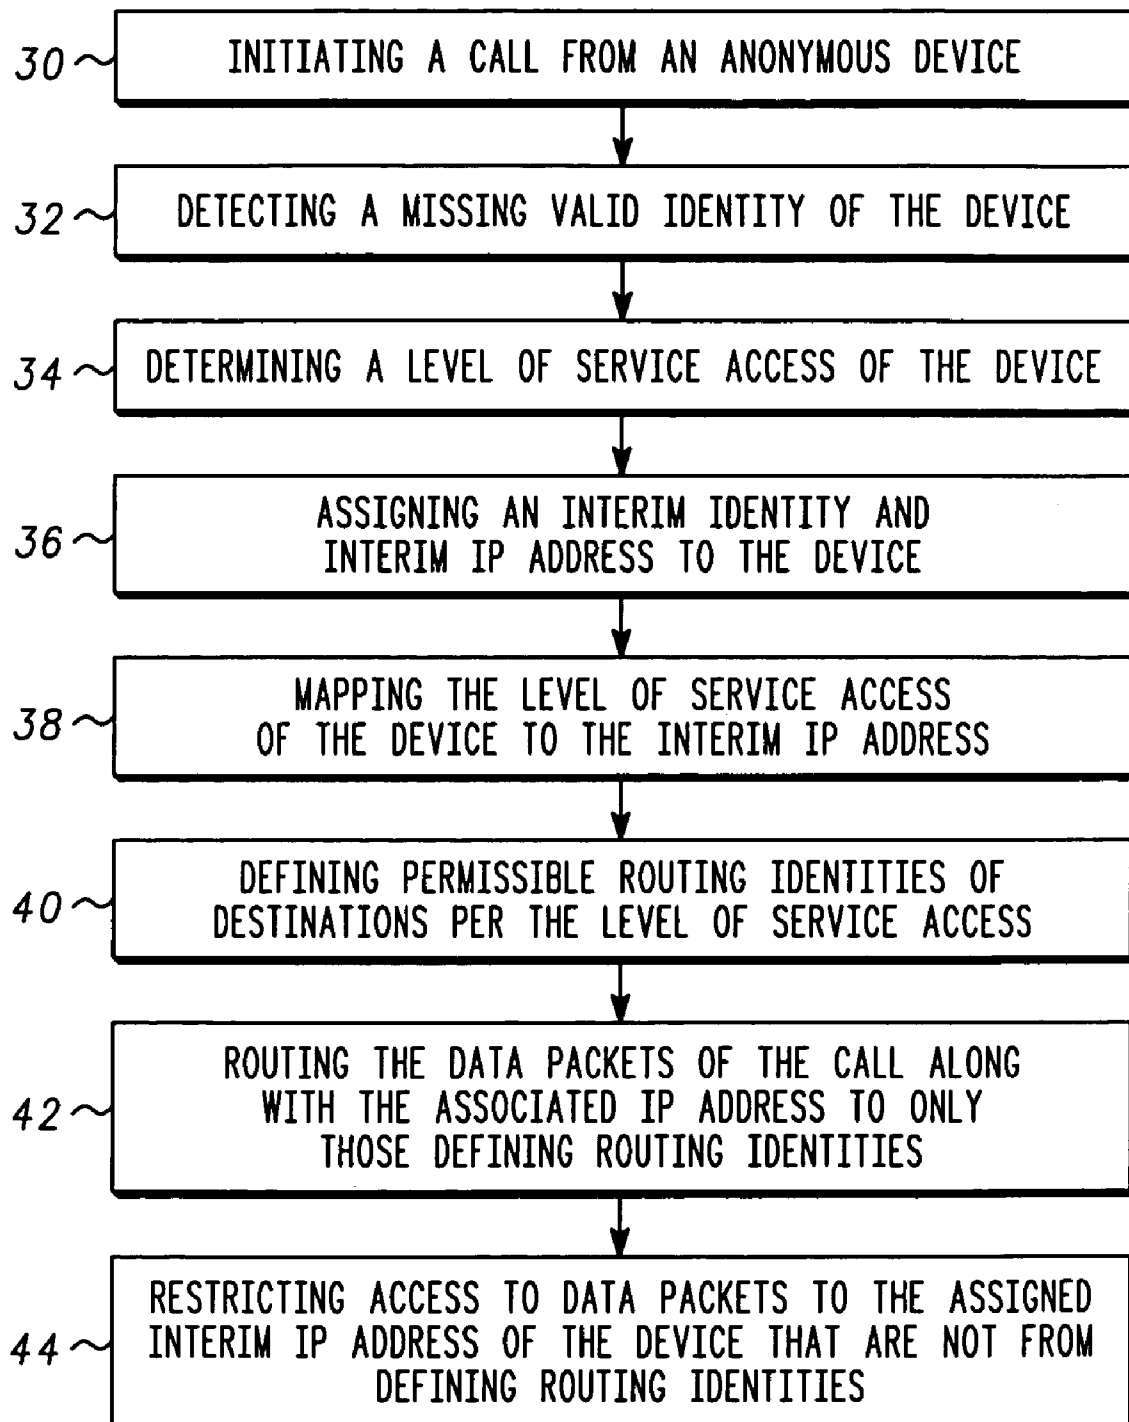 30 INITIATING A CALL FROM AN ANONYMOUS DEVICE
32 DETECTING A MISSING VALID IDENTITY OF THE DEVICE
34 DETERMINING A LEVEL OF SERVICE ACCESS OF THE DEVICE
36 ASSIGNING AN INTERIM IDENTITY AND
INTERIM IP ADDRESS TO THE DEVICE
38 MAPPING THE LEVEL OF SERVICE ACCESS
OF THE DEVICE TO THE INTERIM IP ADDRESS
40 DEFINING PERMISSIBLE ROUTING IDENTITIES OF
DESTINATIONS PER THE LEVEL OF SERVICE ACCESS
42 ROUTING THE DATA PACKETS OF THE CALL ALONG
WITH THE ASSOCIATED IP ADDRESS TO ONLY
THOSE DEFINING ROUTING IDENTITIES
44 RESTRICTING ACCESS TO DATA PACKETS TO THE ASSIGNED
INTERIM IP ADDRESS OF THE DEVICE THAT ARE NOT FROM
DEFINING ROUTING IDENTITIES